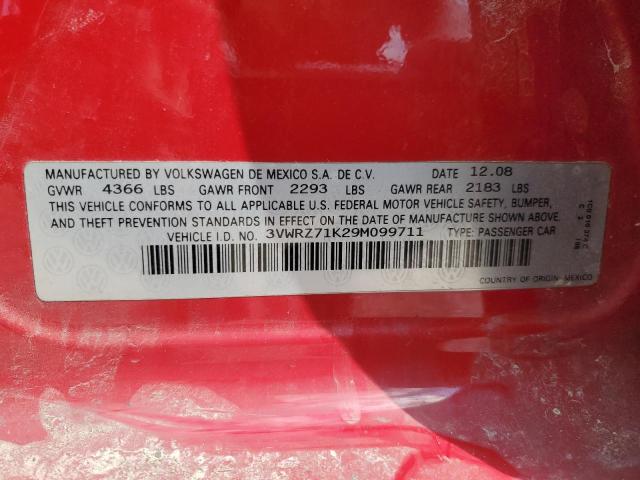 MANUFACTURED BY VOLKSWAGEN DE MEXICO S.A. DE C.V. DATE 12.08
GVWR 4366 LBS GAWR FRONT 2293 LBS GAWR REAR 2183 LBS
THIS VEHICLE CONFORMS TO ALL APPLICABLE U.S. FEDERAL MOTOR VEHICLE SAFETY, BUMPER,
AND THEFT PREVENTION STANDARDS IN EFFECT ON THE DATE OF MANUFACTURE SHOWN ABOVE.
VEHICLE I.D. NO. 3VWRZ71K29M099711 TYPE: PASSENGER CAR
COUNTRY OF ORIGIN: MEXICO